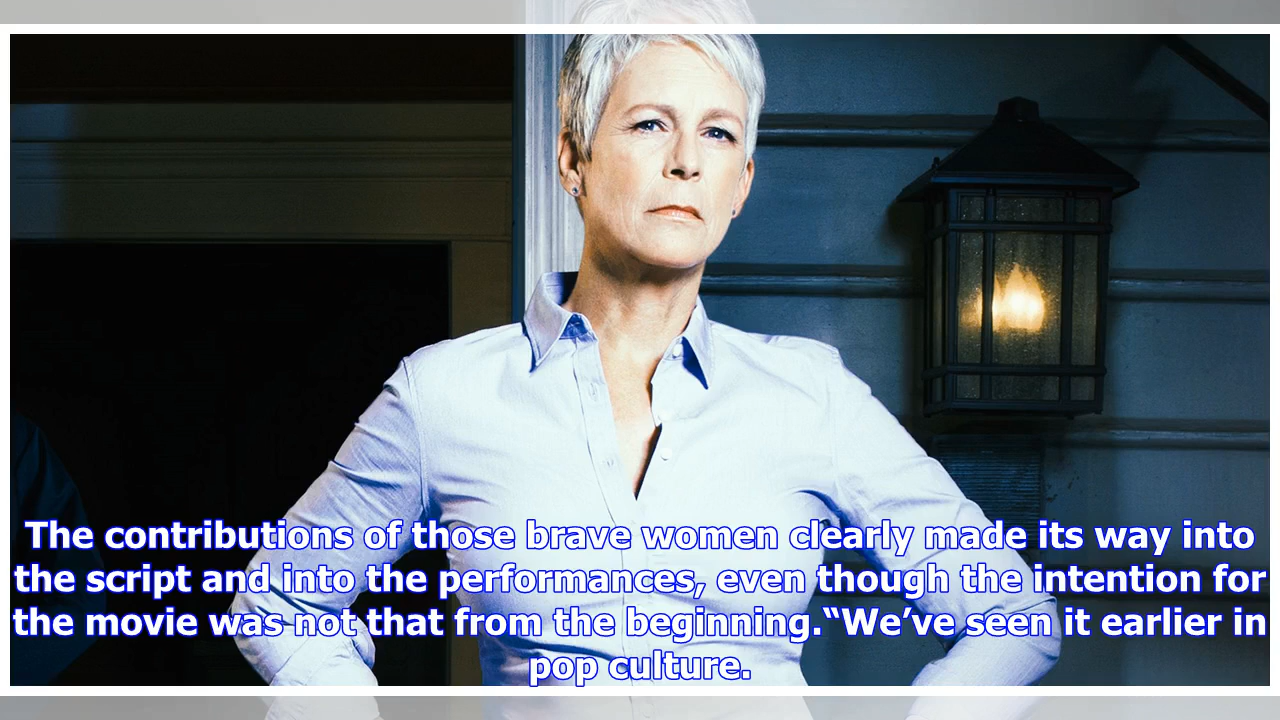 The contributions of those brave women clearly made its way into
the script and into the performances, even though the intention for
the movie was not that from the beginning.“We’ve seen it earlier in
pop culture.